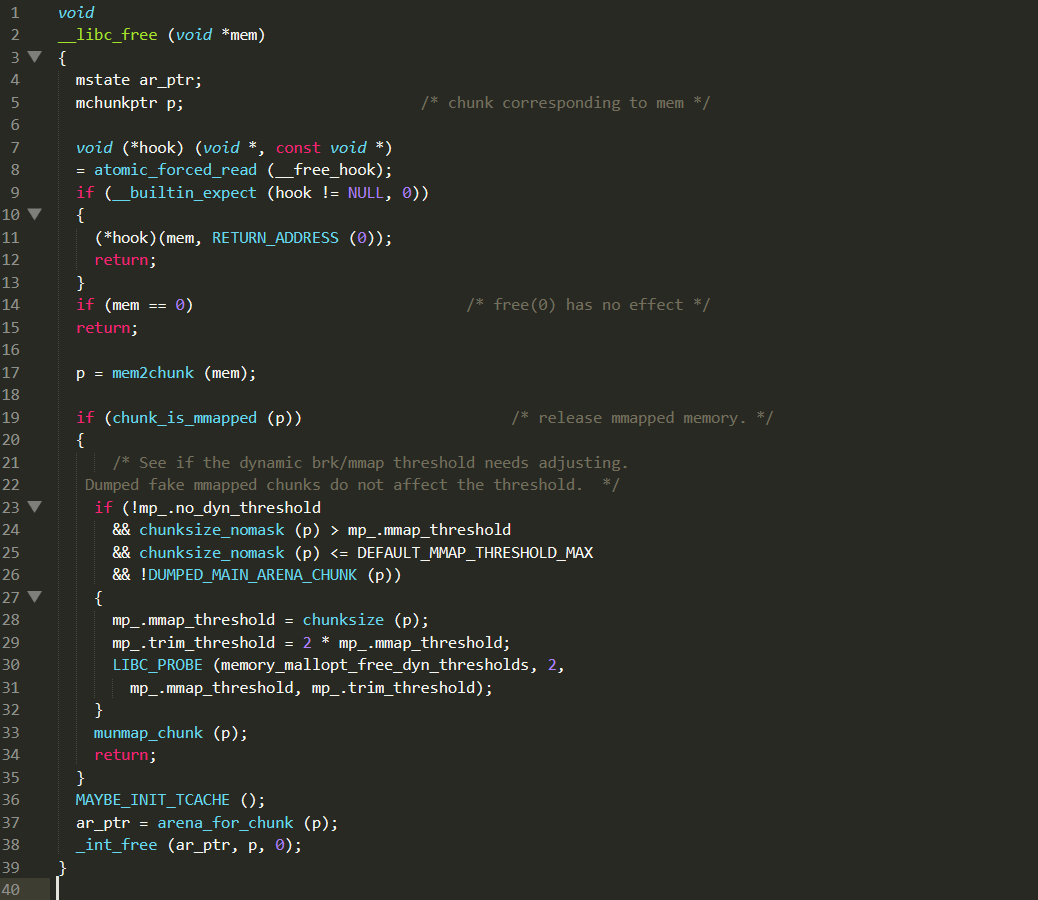 1 void
2 __libc_free (void *mem)
3 {
4 mstate ar_ptr;
5 mchunkptr p; /* chunk corresponding to mem */
6
7 void (*hook) (void *, const void *)
8 = atomic_forced_read (__free_hook);
9 if (__builtin_expect (hook != NULL, 0))
10 {
11 (*hook)(mem, RETURN_ADDRESS (0));
12 return;
13 }
14 if (mem == 0) /* free(0) has no effect */
15 return;
16
17 p = mem2chunk (mem);
18
19 if (chunk_is_mmapped (p)) /* release mmapped memory. */
20 {
21 /* See if the dynamic brk/mmap threshold needs adjusting.
22 Dumped fake mmapped chunks do not affect the threshold. */
23 if (!mp_.no_dyn_threshold
24 && chunksize_nomask (p) > mp_.mmap_threshold
25 && chunksize_nomask (p) <= DEFAULT_MMAP_THRESHOLD_MAX
26 && !DUMPED_MAIN_ARENA_CHUNK (p))
27 {
28 mp_.mmap_threshold = chunksize (p);
29 mp_.trim_threshold = 2 * mp_.mmap_threshold;
30 LIBC_PROBE (memory_mallopt_free_dyn_thresholds, 2,
31 mp_.mmap_threshold, mp_.trim_threshold);
32 }
33 munmap_chunk (p);
34 return;
35 }
36 MAYBE_INIT_TCACHE ();
37 ar_ptr = arena_for_chunk (p);
38 _int_free (ar_ptr, p, 0);
39 }
40